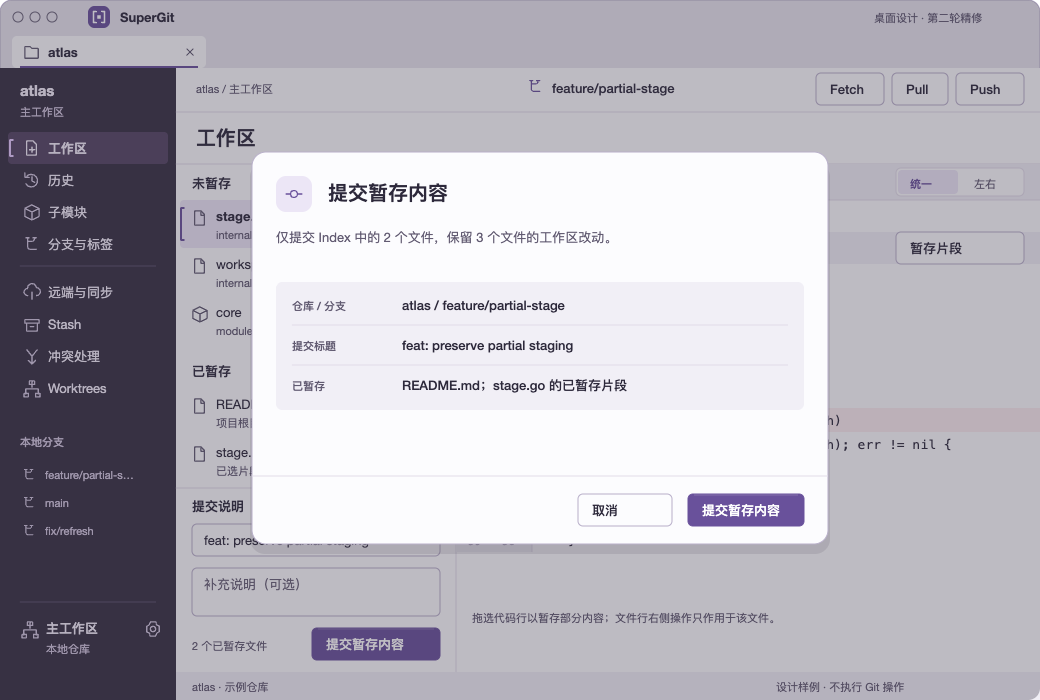 SuperGit
桌面设计 · 第二轮精修
atlas
atlas
主工作区
工作区
历史
子模块
分支与标签
远端与同步
Stash
冲突处理
Worktrees
本地分支
feature/partial-s...
main
fix/refresh
主工作区
本地仓库
atlas / 主工作区
feature/partial-stage
Fetch
Pull
Push
工作区
未暂存
stage.
internal
works
internal
core
module
已暂存
READ
项目根
stage.
已选片
统一
左右
暂存片段
h)
h); err != nil {
提交暂存内容
仅提交 Index 中的 2 个文件，保留 3 个文件的工作区改动。
仓库 / 分支
atlas / feature/partial-stage
提交标题
feat: preserve partial staging
已暂存
README.md；stage.go 的已暂存片段
取消
提交暂存内容
提交说明
feat: preserve partial staging
补充说明（可选）
2 个已暂存文件
提交暂存内容
拖选代码行以暂存部分内容；文件行右侧操作只作用于该文件。
atlas · 示例仓库
设计样例 · 不执行 Git 操作